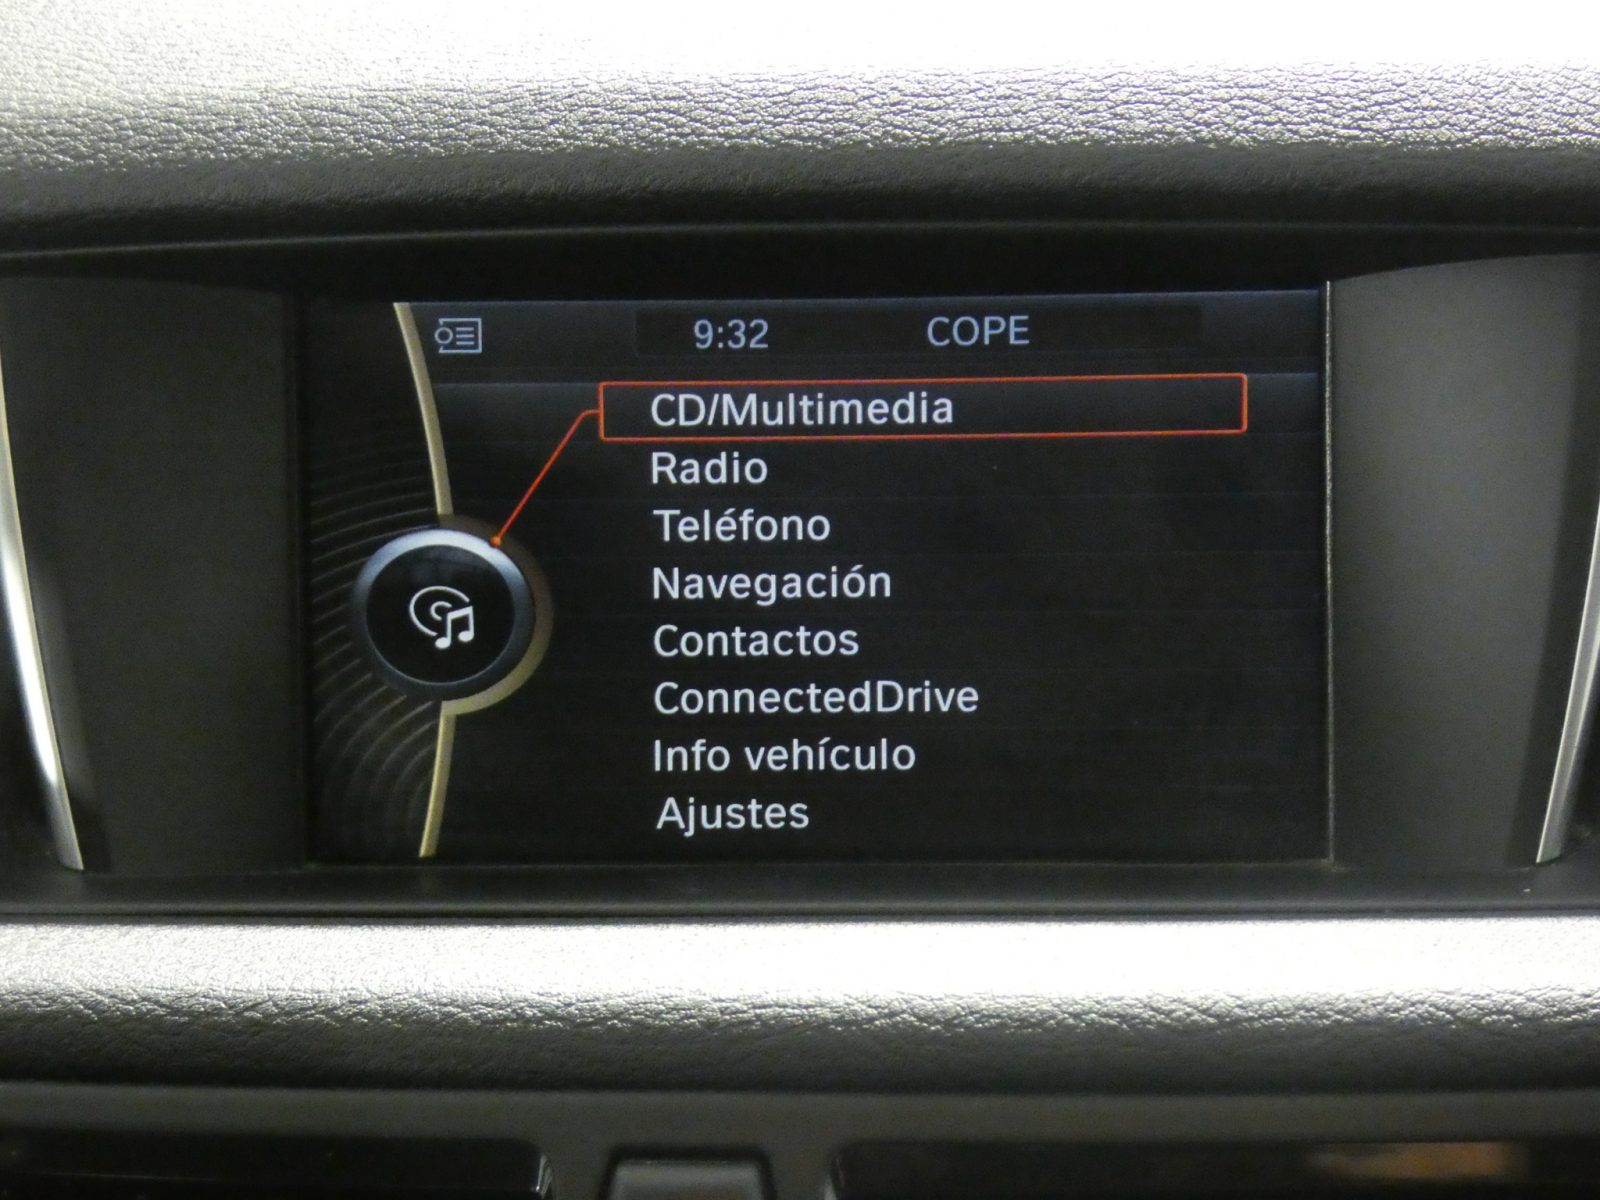 9:32 COPE
CD/Multimedia
Radio
Teléfono
Navegación
Contactos
ConnectedDrive
Info vehículo
Ajustes